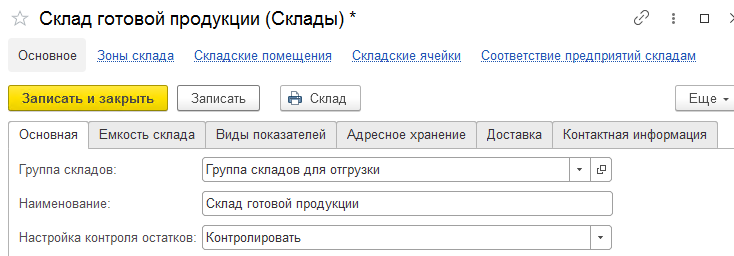 Склад готовой продукции (Склады) *
Основное Зоны склада Складские помещения Складские ячейки Соответствие предприятий складам
Записать и закрыть Записать Склад Еще
Основная Емкость склада Виды показателей Адресное хранение Доставка Контактная информация
Группа складов: Группа складов для отгрузки
Наименование: Склад готовой продукции
Настройка контроля остатков: Контролировать